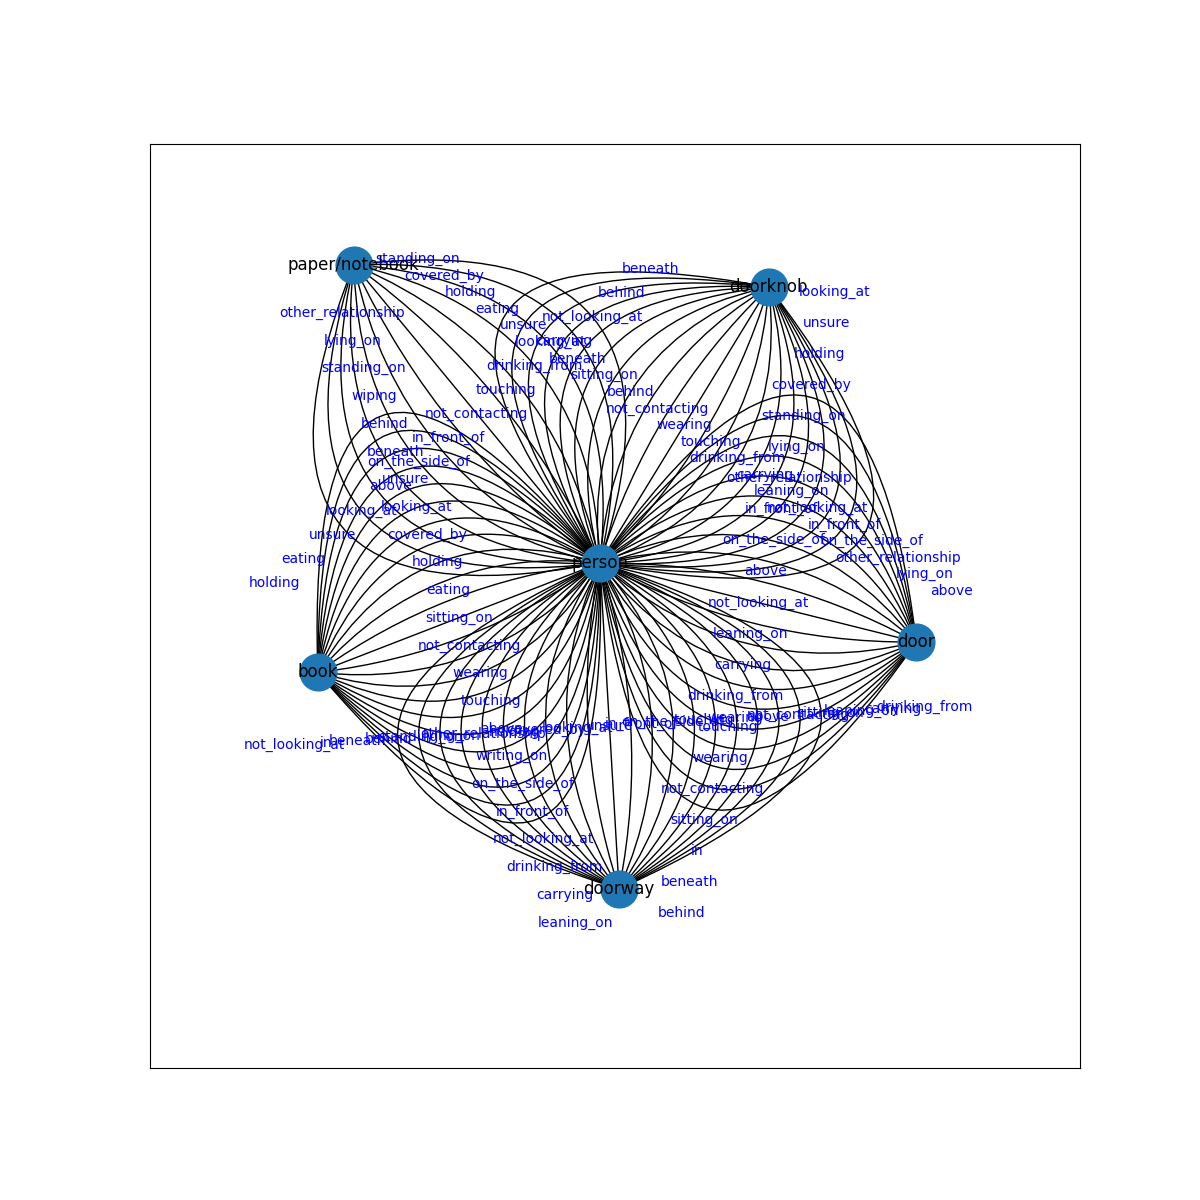 standing_on
paper/notebook
beneath
covered_by
doorknob
holding
behind
looking_at
eating
other_relationship
not_looking_at
unsure
unsure
lying_on
looking_at
carrying
holding
beneath
standing_on
drinking_from
sitting_on
covered_by
touching
behind
wiping
not_contacting
not_contacting
standing_on
behind
wearing
in_front_of
touching
lying_on
beneath
drinking_from
on_the_side_of
unsure
carrying
other_relationship
above
leaning_on
looking_at
looking_at
in_front_of
not_looking_at
in_front_of
unsure
covered_by
on_the_side_of
on_the_side_of
eating
holding
person
other_relationship
above
lying_on
holding
eating
above
not_looking_at
sitting_on
leaning_on
door
not_contacting
carrying
book
wearing
touching
drinking_from
drinking_from
wearing
above
touching
not_looking_at
beneath
other_relationship
writing_on
wearing
on_the_side_of
not_contacting
in_front_of
sitting_on
not_looking_at
in
drinking_from
beneath
doorway
carrying
behind
leaning_on